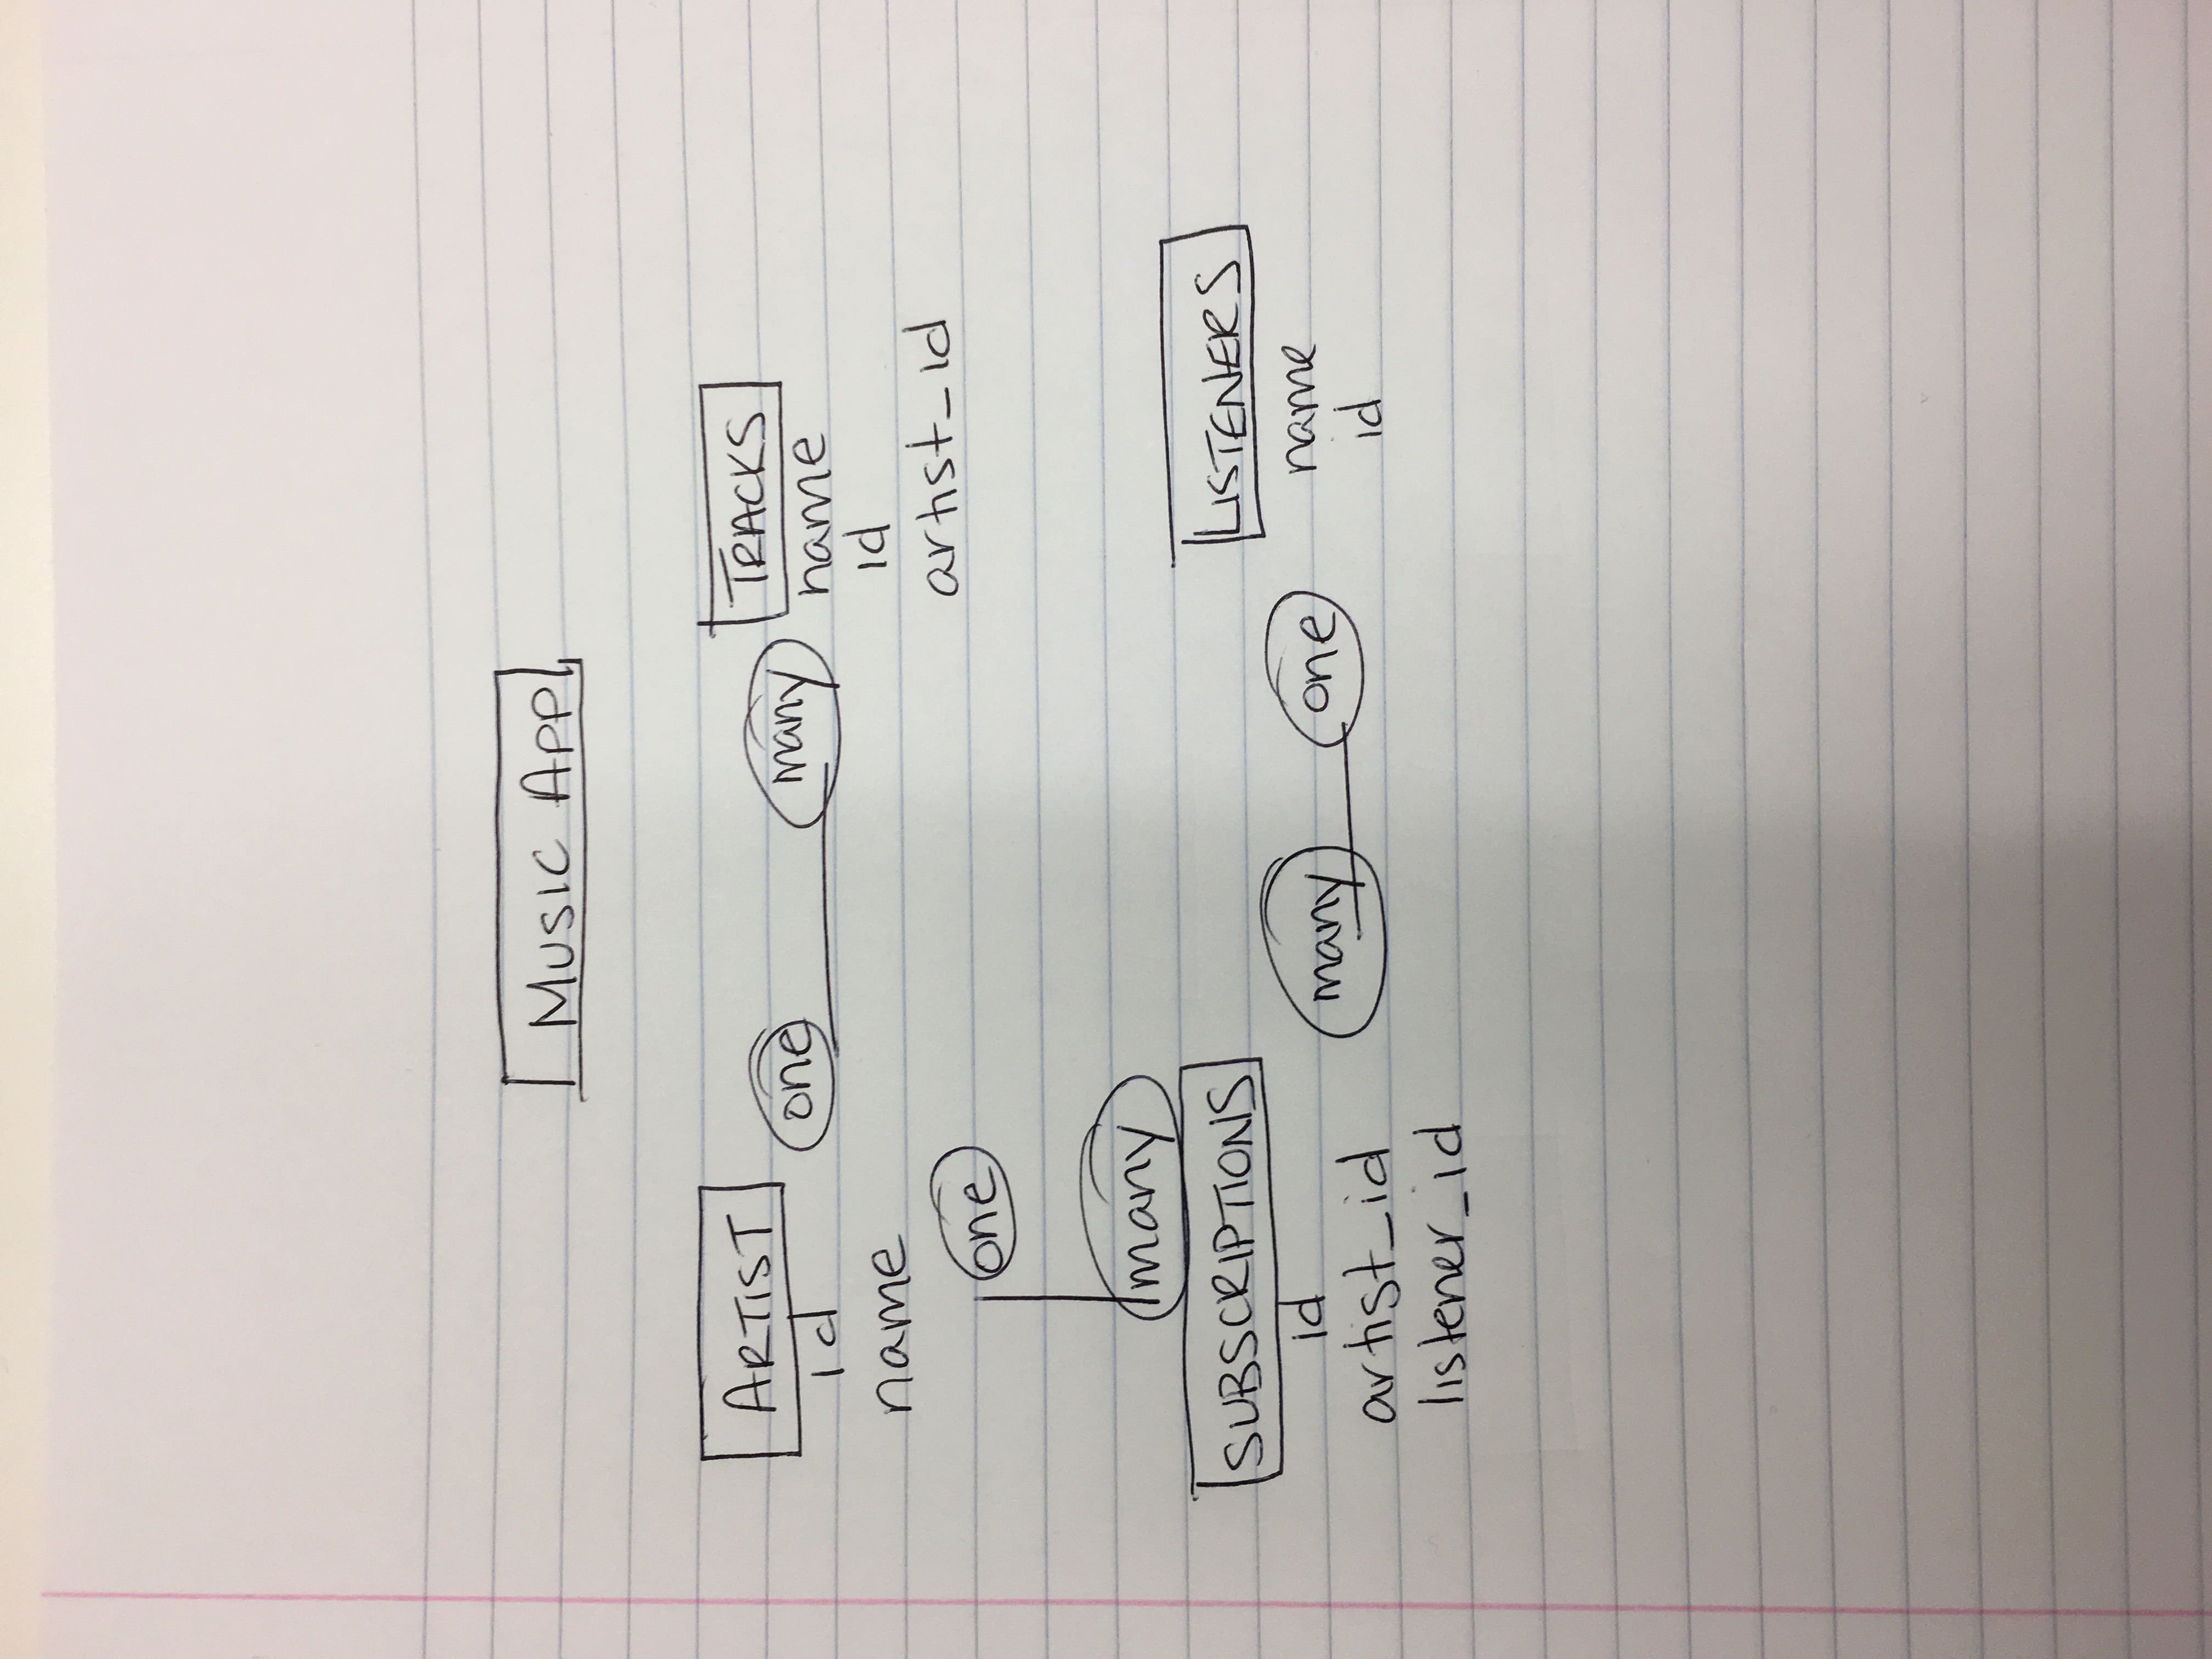 MUSIC APP
ARTIST
id
name
one
many
TRACKS
name
id
artist_id
one
many
SUBSCRIPTIONS
id
artist_id
listener_id
many
one
LISTENERS
name
id